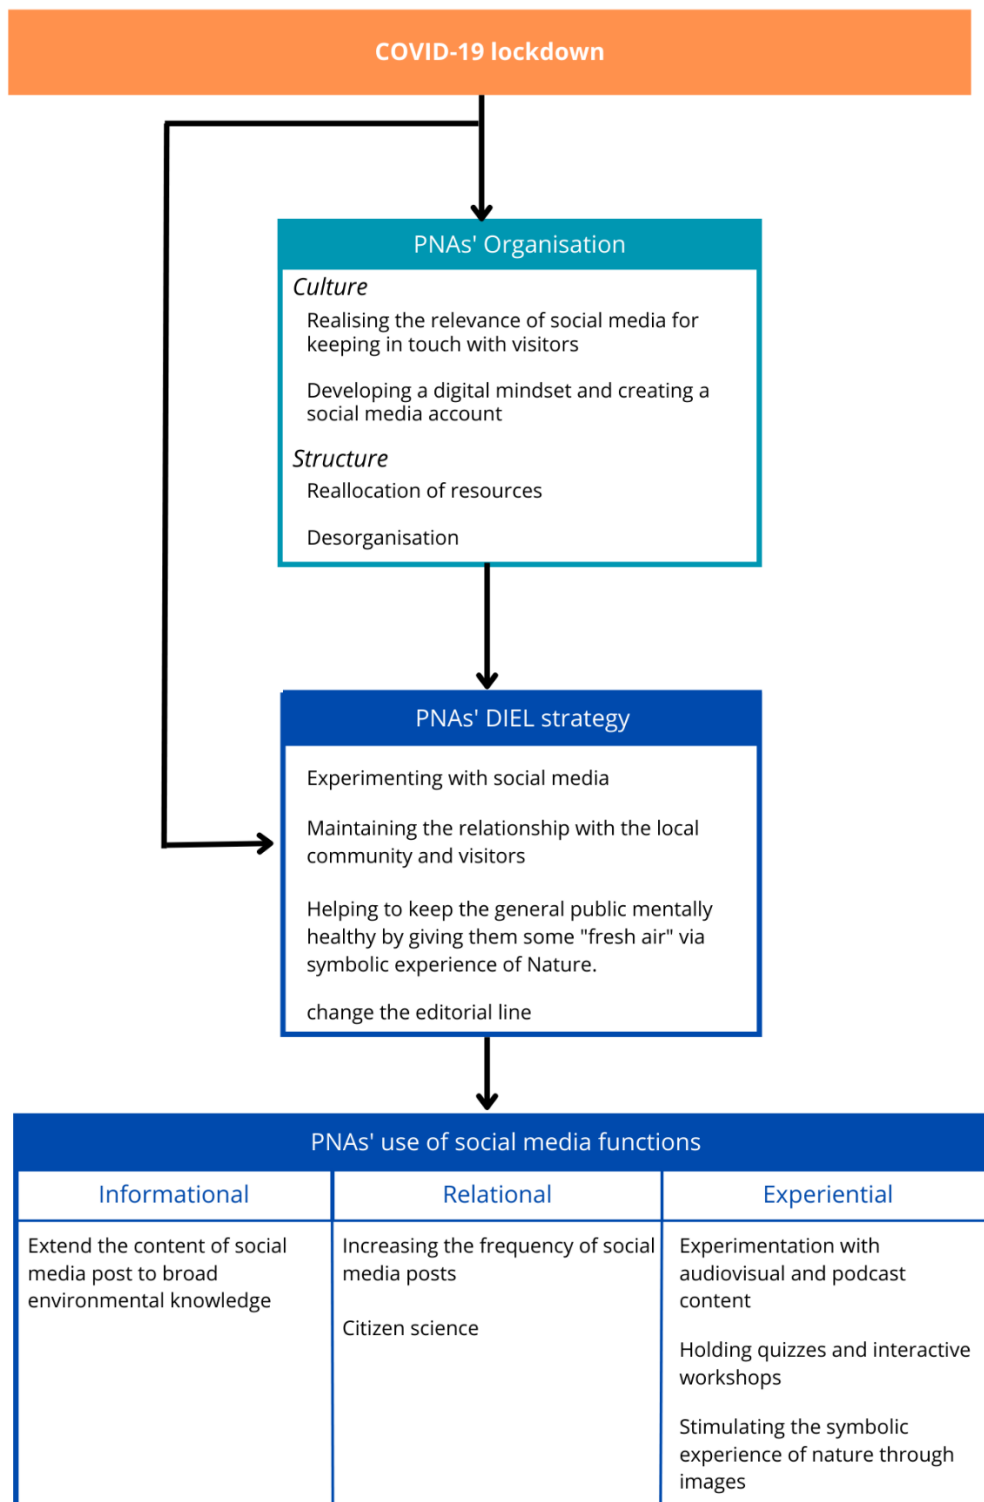 COVID-19 lockdown
PNAs' Organisation
Culture
Realising the relevance of social media for
keeping in touch with visitors
Developing a digital mindset and creating a
social media account
Structure
Reallocation of resources
Desorganisation
PNAs' DIEL strategy
Experimenting with social media
Maintaining the relationship with the local
community and visitors
Helping to keep the general public mentally
healthy by giving them some "fresh air" via
symbolic experience of Nature.
change the editorial line
PNAs' use of social media functions
Informational
Extend the content of social
media post to broad
environmental knowledge
Relational
Increasing the frequency of social
media posts
Citizen science
Experiential
Experimentation with
audiovisual and podcast
content
Holding quizzes and interactive
workshops
Stimulating the symbolic
experience of nature through
images